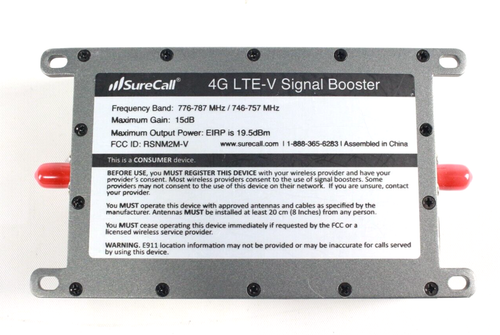 SureCall®
4G LTE-V Signal Booster
Frequency Band: 776-787 MHz / 746-757 MHz
Maximum Gain: 15dB
Maximum Output Power: EIRP is 19.5dBm
FCC ID: RSNM2M-V www.surecall.com | 1-888-365-6283 | Assembled in China
This is a CONSUMER device.
BEFORE USE, you MUST REGISTER THIS DEVICE with your wireless provider and have your
provider's consent. Most wireless providers consent to the use of signal boosters. Some
providers may not consent to the use of this device on their network. If you are unsure, contact
your provider.
You MUST operate this device with approved antennas and cables as specified by the
manufacturer. Antennas MUST be installed at least 20 cm (8 Inches) from any person.
You MUST cease operating this device immediately if requested by the FCC or a
licensed wireless service provider.
WARNING. E911 location information may not be provided or may be inaccurate for calls served
by using this device.